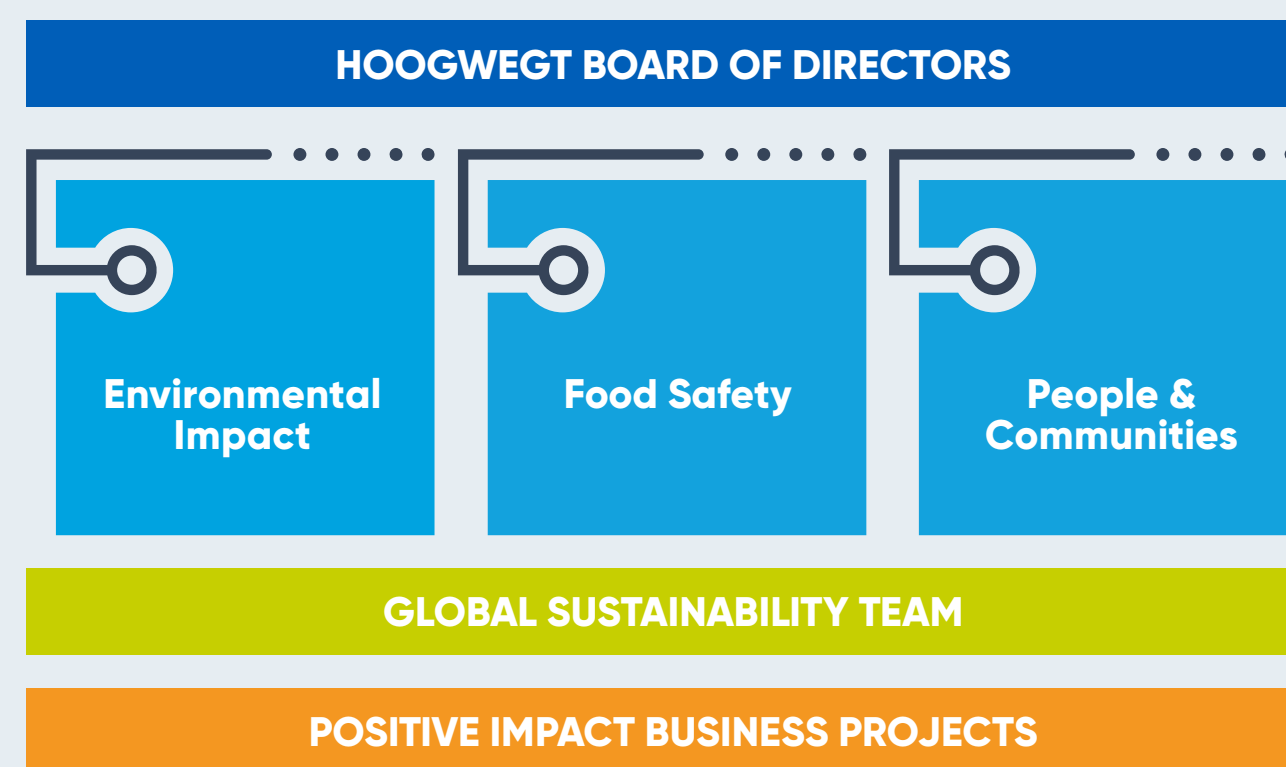 HOOGWEGT BOARD OF DIRECTORS
Environmental
Impact
Food Safety
People &
Communities
GLOBAL SUSTAINABILITY TEAM
POSITIVE IMPACT BUSINESS PROJECTS